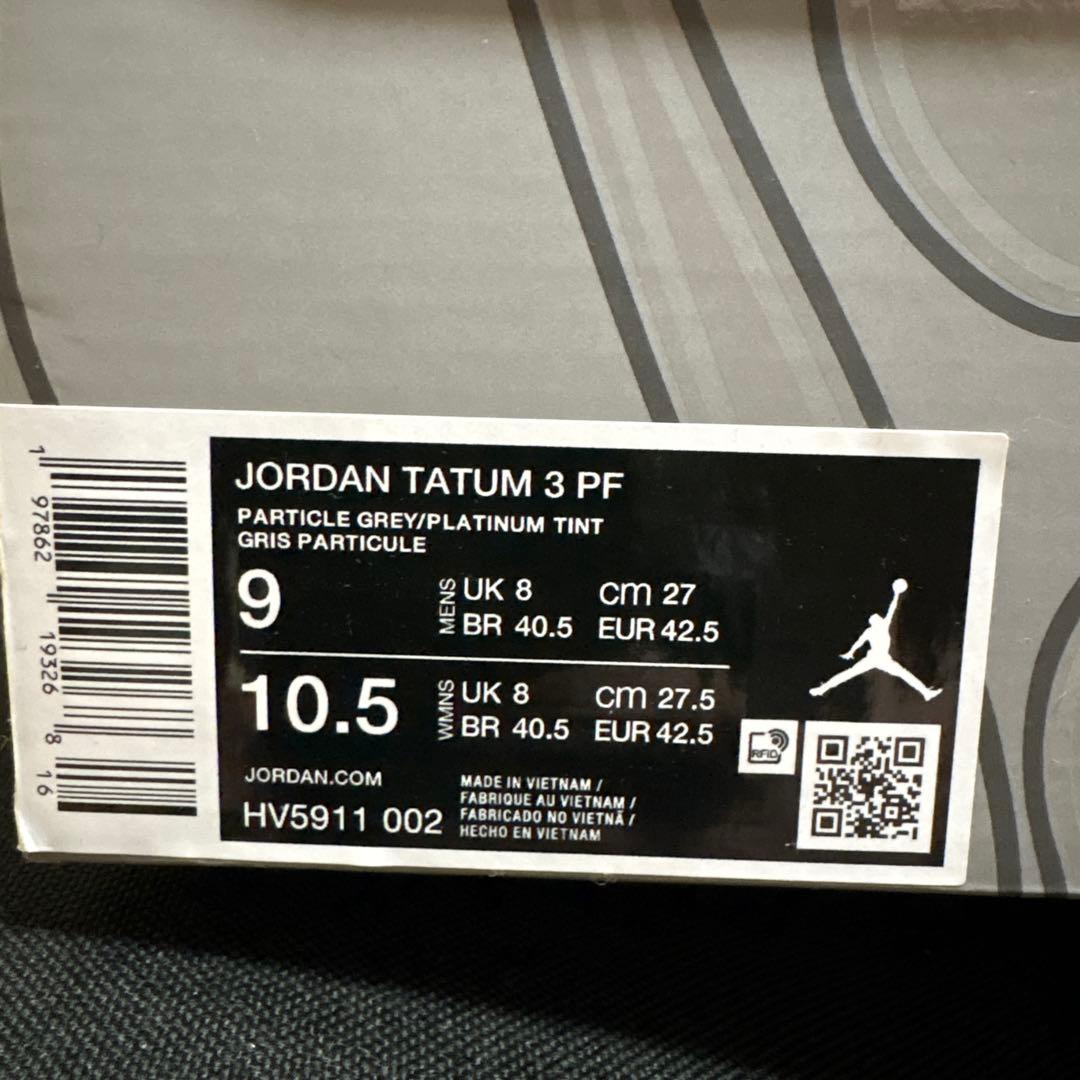 1 97862 19326 8 16
JORDAN TATUM 3 PF
PARTICLE GREY/PLATINUM TINT
GRIS PARTICULE
9 MENS UK 8 cm 27
BR 40.5 EUR 42.5
10.5 WMNS UK 8 cm 27.5
BR 40.5 EUR 42.5
RFID
JORDAN.COM
HV5911 002
MADE IN VIETNAM /
FABRIQUE AU VIETNAM /
FABRICADO NO VIETNÃ /
HECHO EN VIETNAM